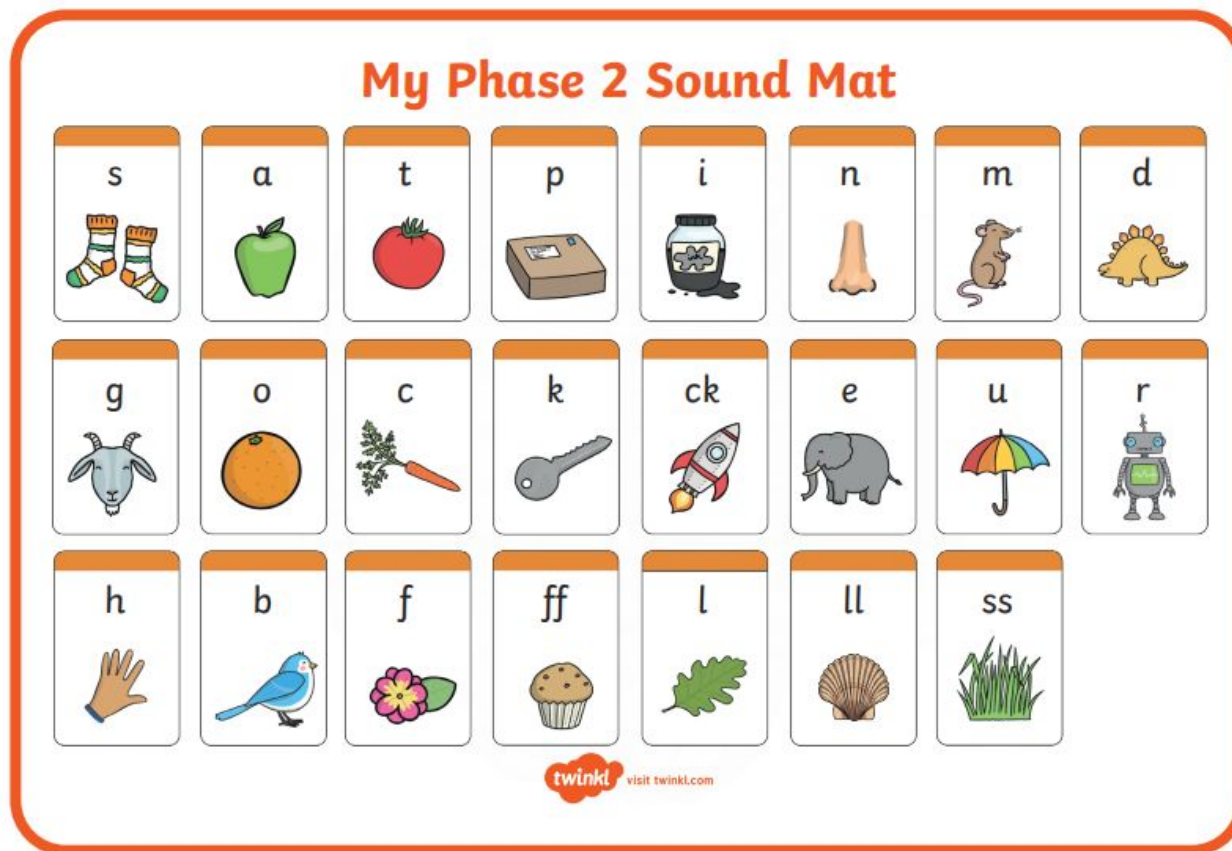 My Phase 2 Sound Mat
s a t p i n m d
g o c k ck e u r
h b f ff l ll ss
twinkl visit twinkl.com